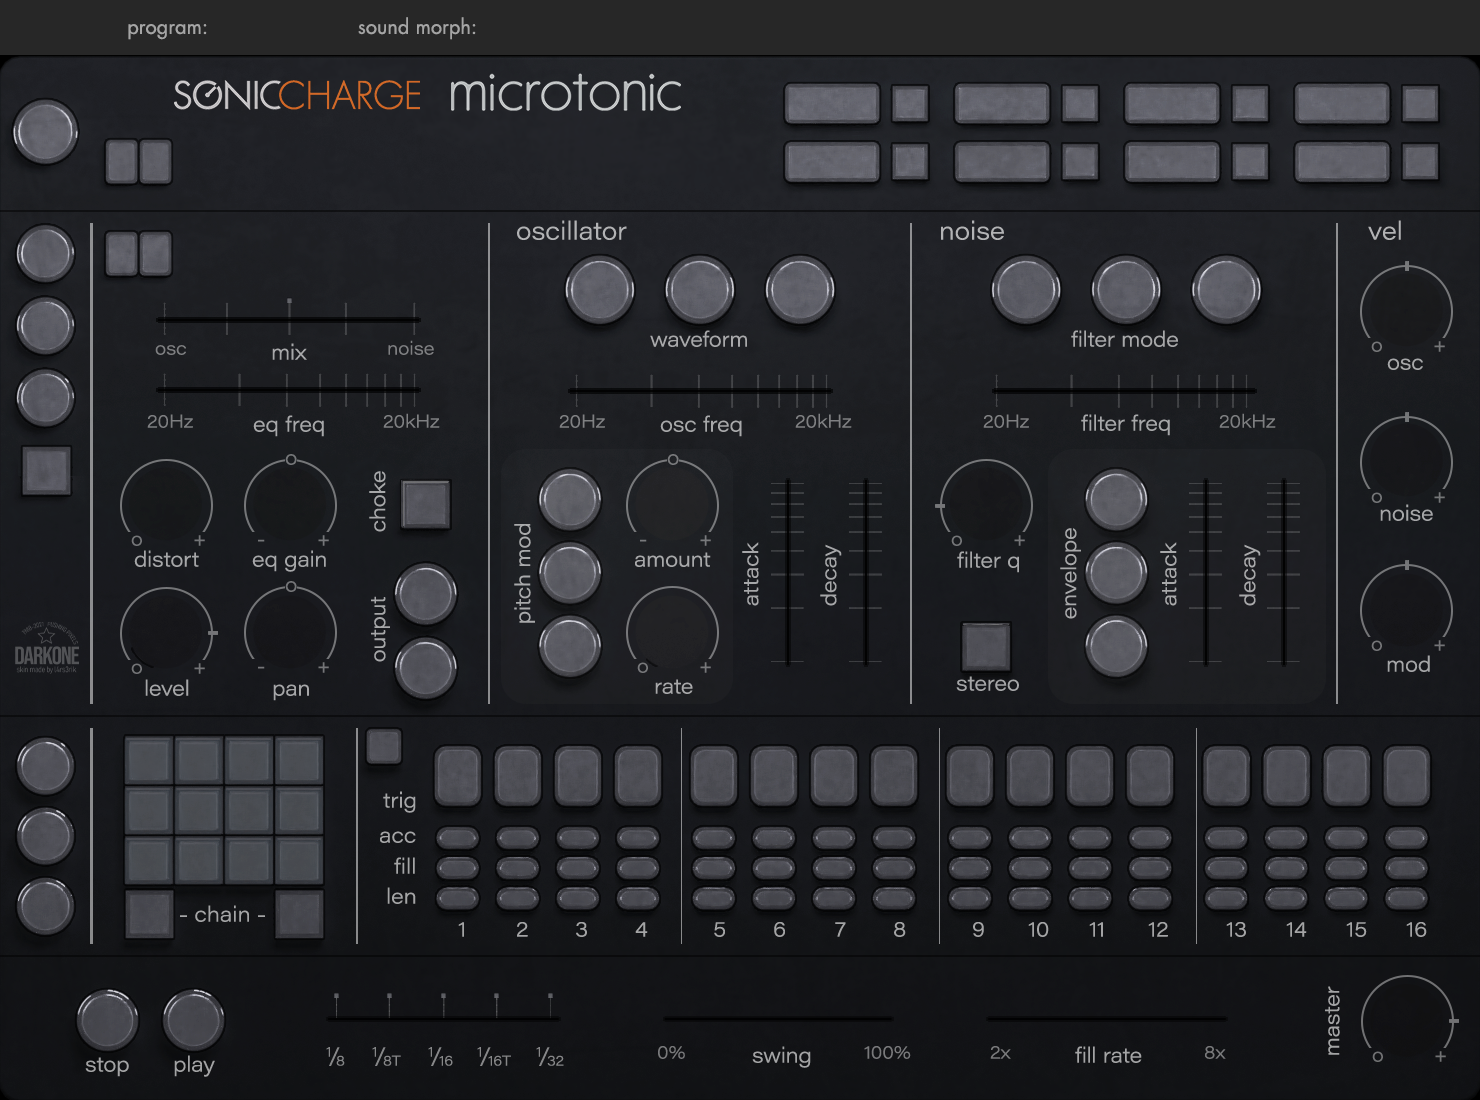 program:
sound morph:
SONICCHARGE microtonic
oscillator
noise
vel
osc
mix
noise
waveform
filter mode
osc
20Hz
eq freq
20kHz
20Hz
osc freq
20kHz
20Hz
filter freq
20kHz
distort
- +
eq gain
choke
pitch mod
- +
amount
attack
decay
filter q
envelope
attack
decay
noise
level
- +
pan
output
rate
stereo
mod
DARKONE
trig
acc
fill
len
- chain -
1 2 3 4 5 6 7 8 9 10 11 12 13 14 15 16
stop
play
1/8 1/8T 1/16 1/16T 1/32
0%
swing
100%
2x
fill rate
8x
master